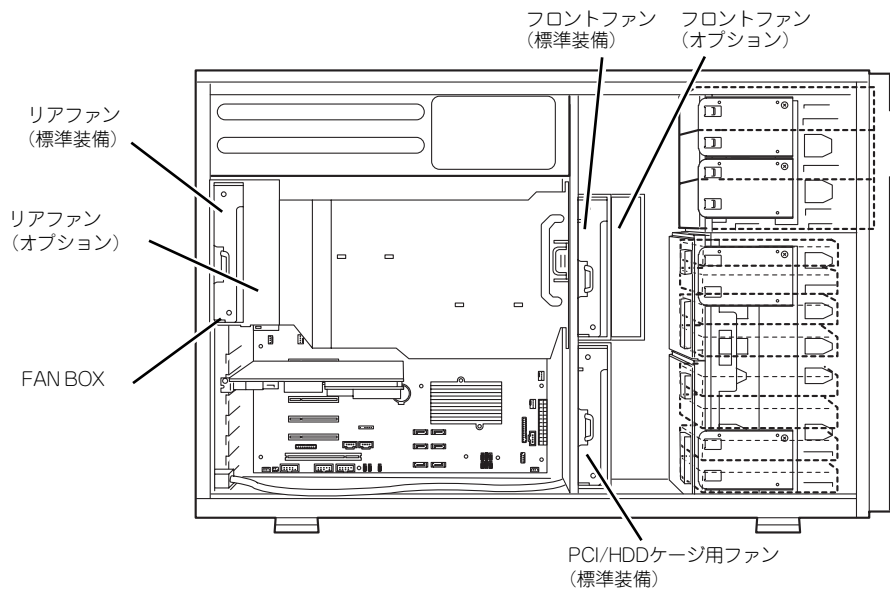 フロントファン
（標準装備）
フロントファン
（オプション）
リアファン
（標準装備）
リアファン
（オプション）
FAN BOX
PCI/HDDケージ用ファン
（標準装備）